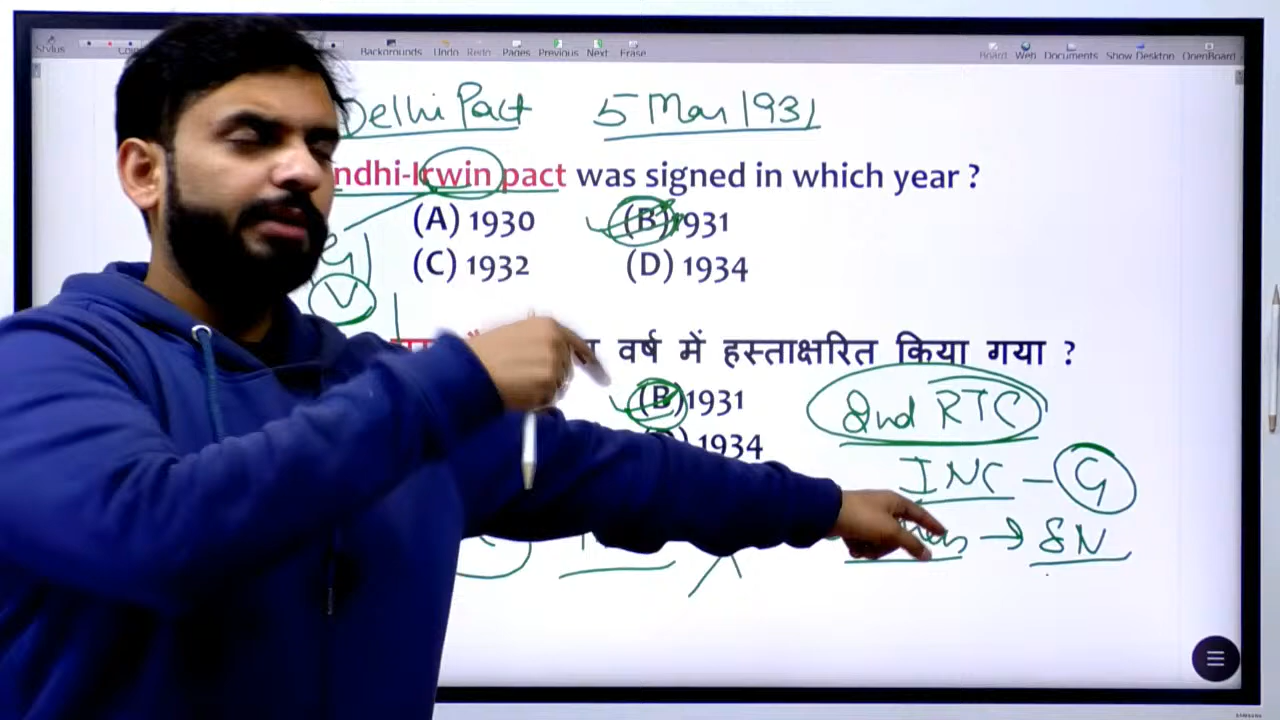 Stylus Backgrounds Undo Redo Pages Previous Next Erase Board Web Documents Show Desktop OpenBoard
Delhi Pact 5 Mar 1931
ndhi-Irwin pact was signed in which year ?
(A) 1930 (B) 1931
(C) 1932 (D) 1934
V
वर्ष में हस्ताक्षरित किया गया ?
(B) 1931
2nd RTC
1934
INC – G
→ SN